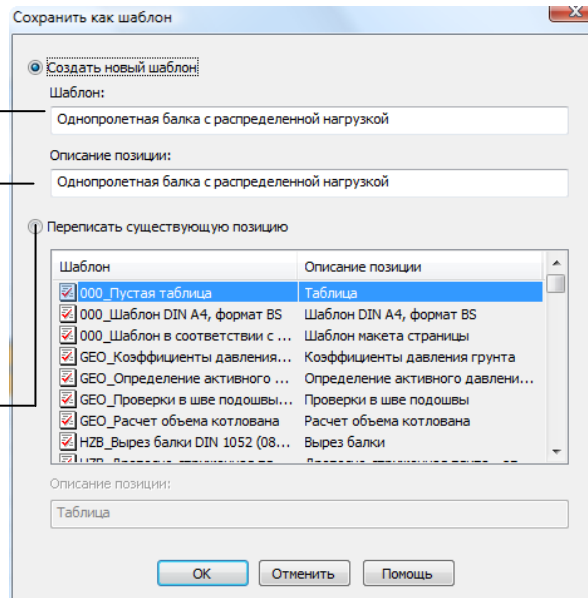 Сохранить как шаблон
Создать новый шаблон
Шаблон:
Однопролетная балка с распределенной нагрузкой
Описание позиции:
Однопролетная балка с распределенной нагрузкой
Переписать существующую позицию
Шаблон Описание позиции
000_Пустая таблица Таблица
000_Шаблон DIN A4, формат BS Шаблон DIN A4, формат BS
000_Шаблон в соответствии с ... Шаблон макета страницы
GEO_Коэффициенты давления... Коэффициенты давления грунта
GEO_Определение активного ... Определение активного давлени...
GEO_Проверки в шве подошвы... Проверки в шве подошвы
GEO_Расчет объема котлована Расчет объема котлована
HZB_Вырез балки DIN 1052 (08... Вырез балки
Описание позиции:
Таблица
OK Отменить Помощь